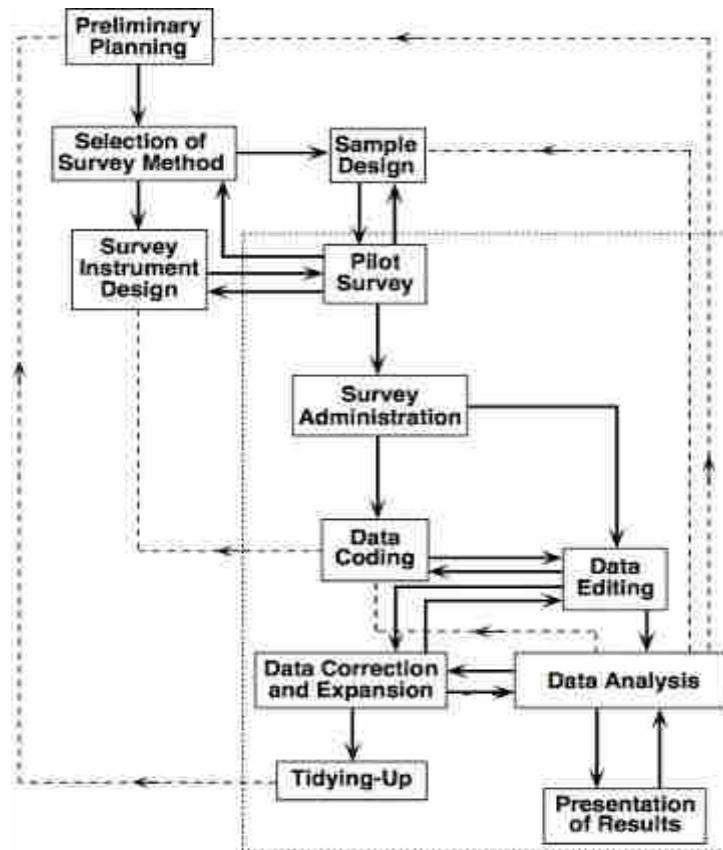 Preliminary
Planning
Selection of
Survey Method
Sample
Design
Survey
Instrument
Design
Pilot
Survey
Survey
Administration
Data
Coding
Data
Editing
Data Correction
and Expansion
Data Analysis
Tidying-Up
Presentation
of Results